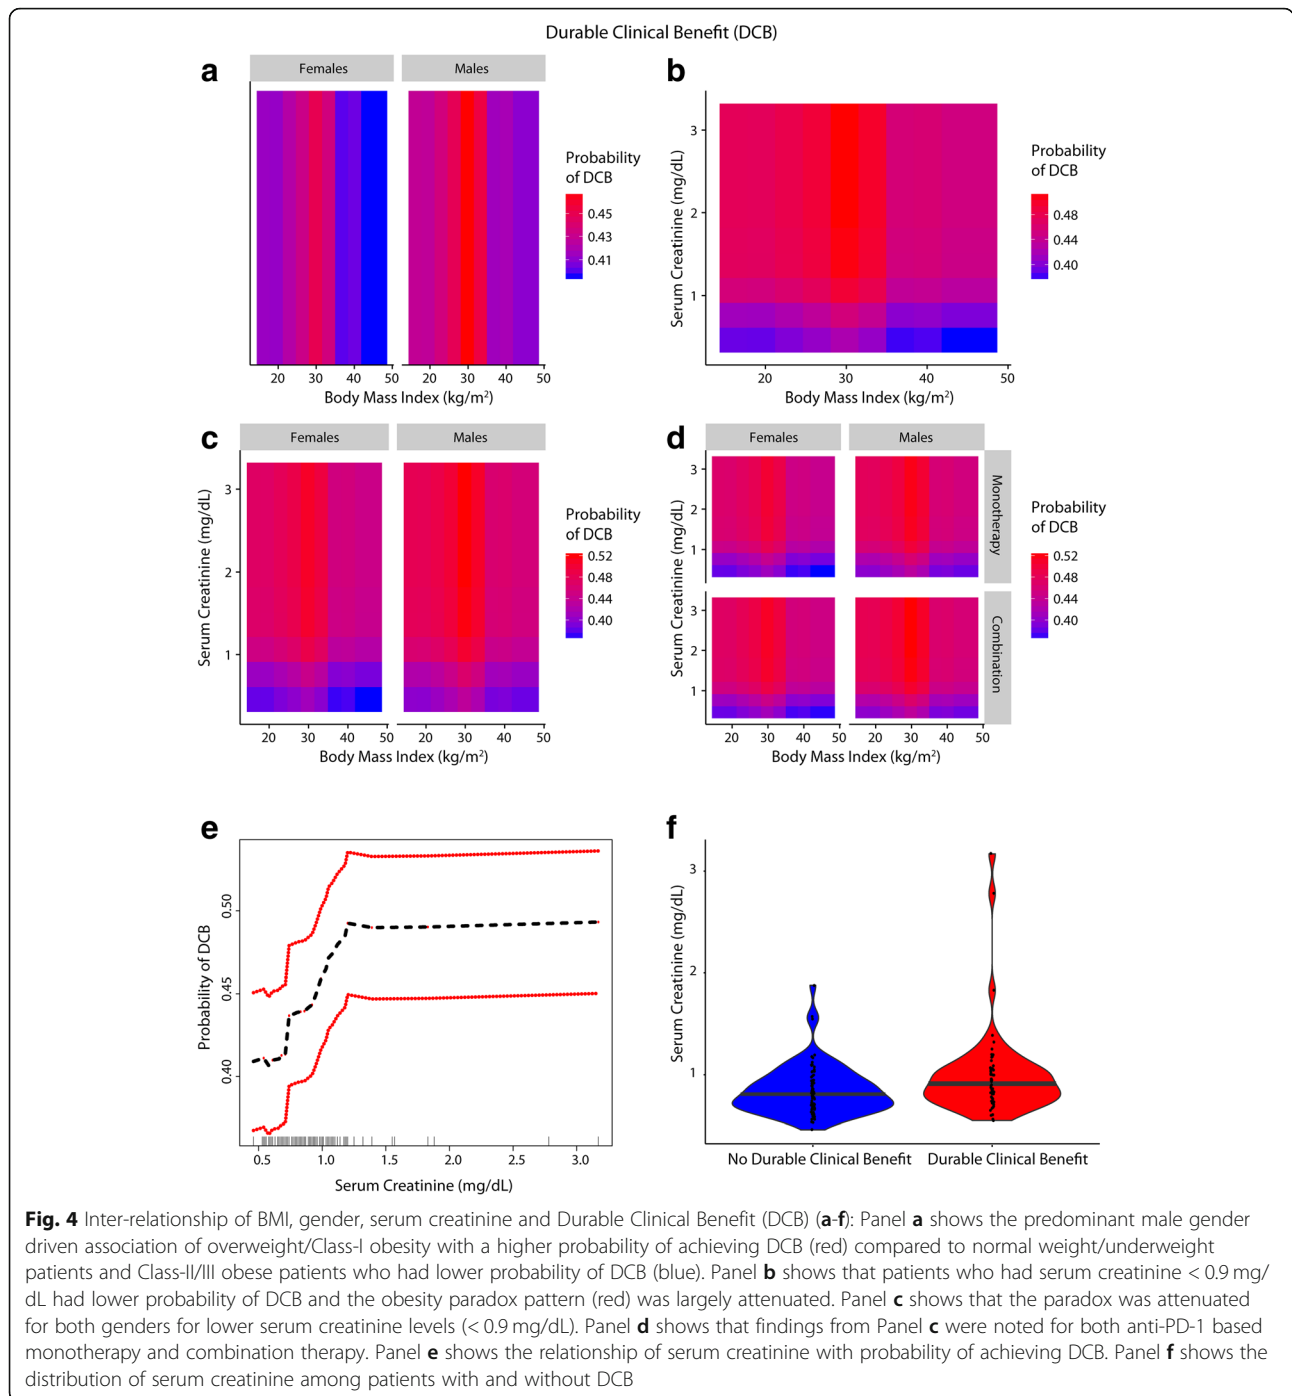 Durable Clinical Benefit (DCB)
a
Females
Males
20
30
40
50
20
30
40
50
Body Mass Index (kg/m²)
Probability
of DCB
0.45
0.43
0.41
b
Serum Creatinine (mg/dL)
3
2
1
20
30
40
50
Body Mass Index (kg/m²)
Probability
of DCB
0.48
0.44
0.40
c
Females
Males
Serum Creatinine (mg/dL)
3
2
1
20
30
40
50
20
30
40
50
Body Mass Index (kg/m²)
Probability
of DCB
0.52
0.48
0.44
0.40
d
Females
Males
Monotherapy
Combination
Serum Creatinine (mg/dL)
3
2
1
Serum Creatinine (mg/dL)
3
2
1
20
30
40
50
20
30
40
50
Body Mass Index (kg/m²)
Probability
of DCB
0.52
0.48
0.44
0.40
e
Probability of DCB
0.50
0.45
0.40
0.5
1.0
1.5
2.0
2.5
3.0
Serum Creatinine (mg/dL)
f
Serum Creatinine (mg/dL)
3
2
1
No Durable Clinical Benefit
Durable Clinical Benefit
Fig. 4 Inter-relationship of BMI, gender, serum creatinine and Durable Clinical Benefit (DCB) (a-f): Panel a shows the predominant male gender
driven association of overweight/Class-I obesity with a higher probability of achieving DCB (red) compared to normal weight/underweight
patients and Class-II/III obese patients who had lower probability of DCB (blue). Panel b shows that patients who had serum creatinine < 0.9 mg/
dL had lower probability of DCB and the obesity paradox pattern (red) was largely attenuated. Panel c shows that the paradox was attenuated
for both genders for lower serum creatinine levels (< 0.9 mg/dL). Panel d shows that findings from Panel c were noted for both anti-PD-1 based
monotherapy and combination therapy. Panel e shows the relationship of serum creatinine with probability of achieving DCB. Panel f shows the
distribution of serum creatinine among patients with and without DCB